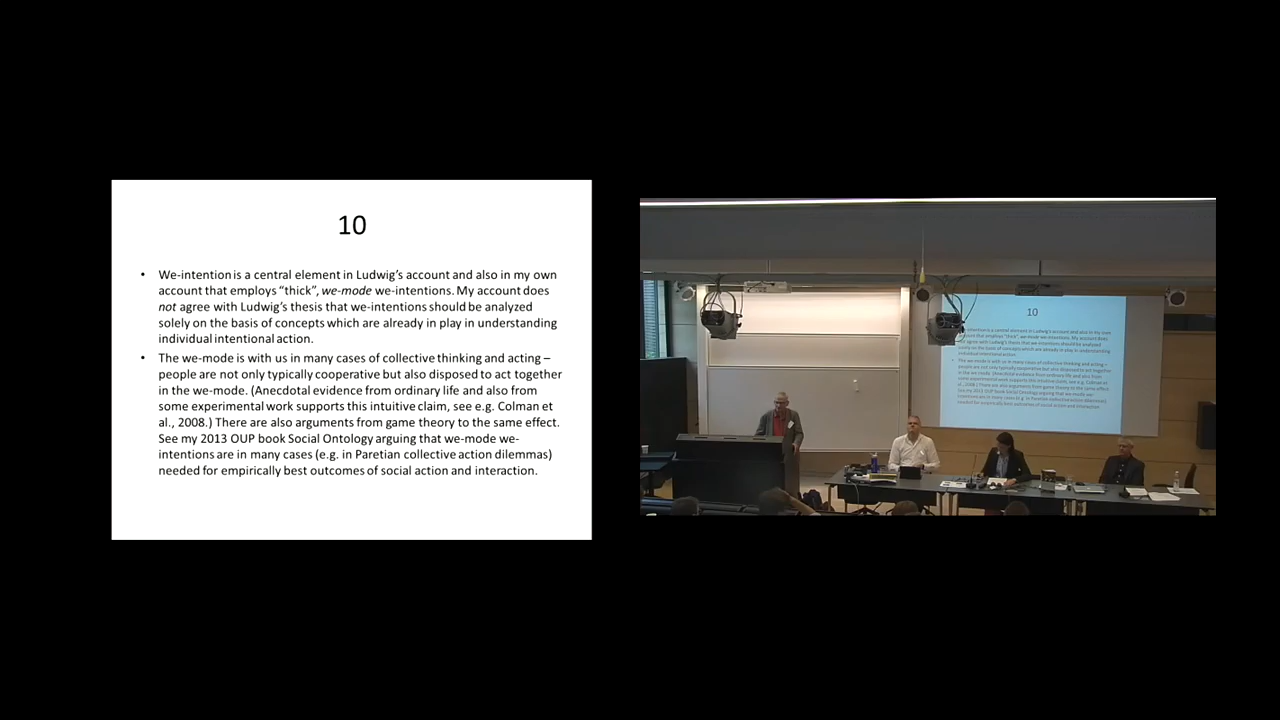 10
• We-intention is a central element in Ludwig's account and also in my own
account that employs "thick", we-mode we-intentions. My account does
not agree with Ludwig's thesis that we-intentions should be analyzed
solely on the basis of concepts which are already in play in understanding
individual intentional action.
• The we-mode is with us in many cases of collective thinking and acting –
people are not only typically cooperative but also disposed to act together
in the we-mode. (Anecdotal evidence from ordinary life and also from
some experimental work supports this intuitive claim, see e.g. Colman et
al., 2008.) There are also arguments from game theory to the same effect.
See my 2013 OUP book Social Ontology arguing that we-mode we-
intentions are in many cases (e.g. in Paretian collective action dilemmas)
needed for empirically best outcomes of social action and interaction.
10